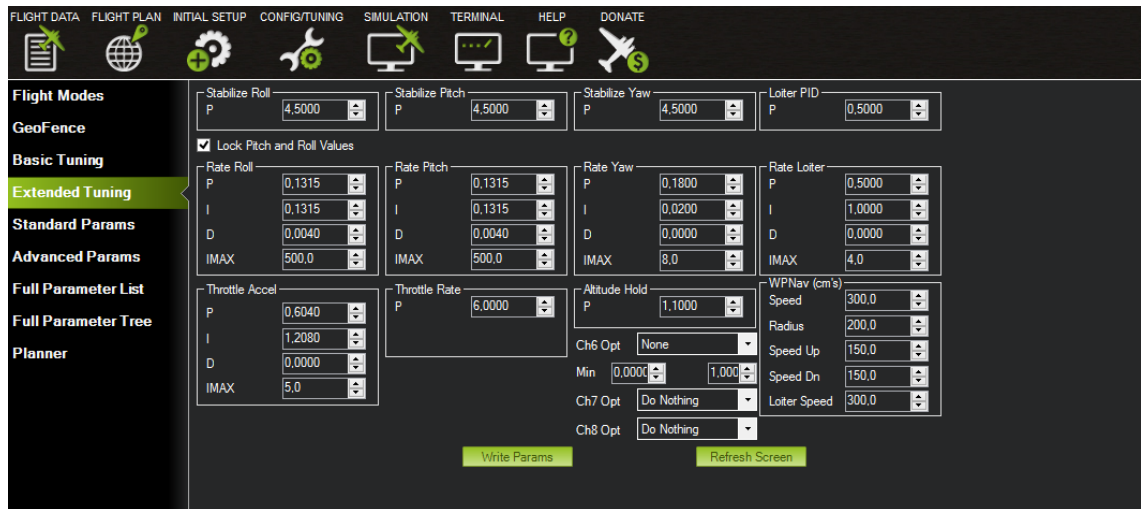 FLIGHT DATA FLIGHT PLAN INITIAL SETUP CONFIG/TUNING SIMULATION TERMINAL HELP DONATE
Flight Modes
GeoFence
Basic Tuning
Extended Tuning
Standard Params
Advanced Params
Full Parameter List
Full Parameter Tree
Planner
Stabilize Roll
P 4,5000
Stabilize Pitch
P 4,5000
Stabilize Yaw
P 4,5000
Loiter PID
P 0,5000
Lock Pitch and Roll Values
Rate Roll
P 0,1315
I 0,1315
D 0,0040
IMAX 500,0
Rate Pitch
P 0,1315
I 0,1315
D 0,0040
IMAX 500,0
Rate Yaw
P 0,1800
I 0,0200
D 0,0000
IMAX 8,0
Rate Loiter
P 0,5000
I 1,0000
D 0,0000
IMAX 4,0
Throttle Accel
P 0,6040
I 1,2080
D 0,0000
IMAX 5,0
Throttle Rate
P 6,0000
Altitude Hold
P 1,1000
Ch6 Opt None
Min 0,000 1,000
Ch7 Opt Do Nothing
Ch8 Opt Do Nothing
WPNav (cm's)
Speed 300,0
Radius 200,0
Speed Up 150,0
Speed Dn 150,0
Loiter Speed 300,0
Write Params Refresh Screen